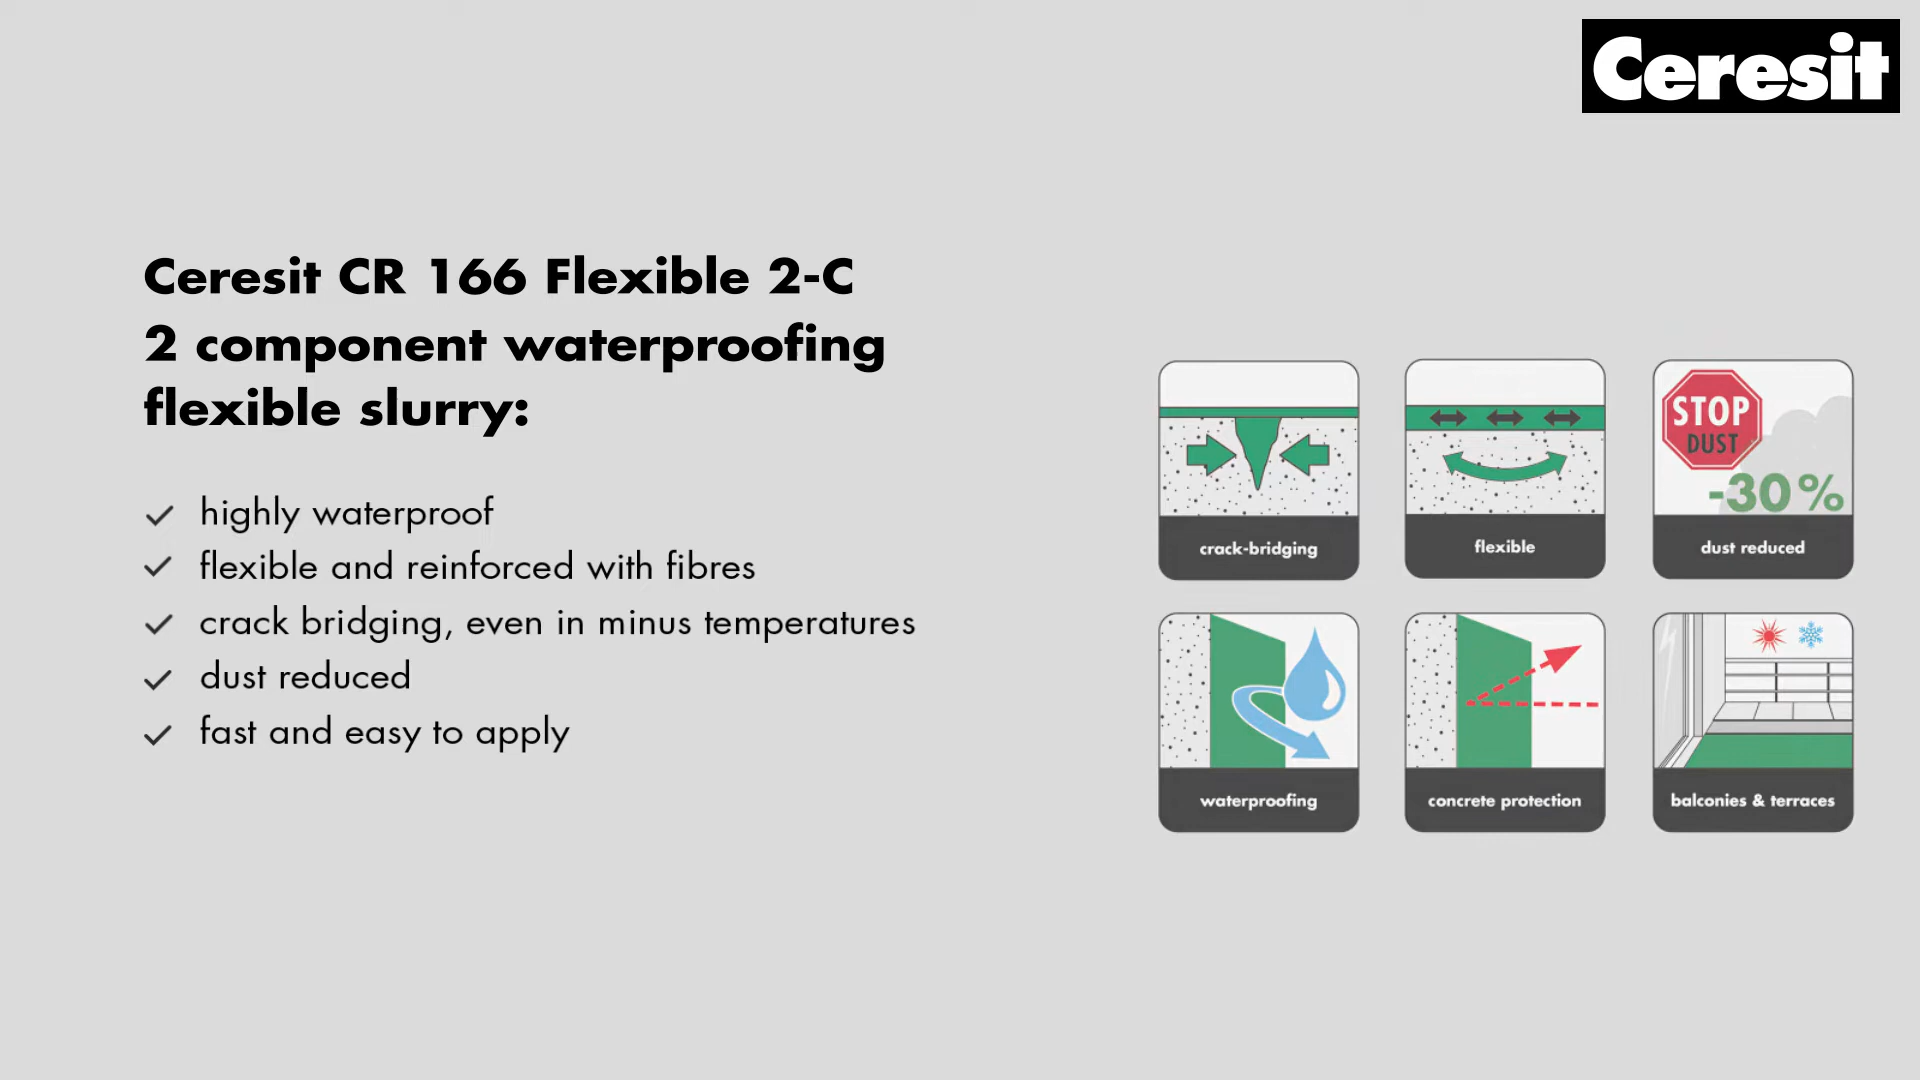 Ceresit
Ceresit CR 166 Flexible 2-C
2 component waterproofing
flexible slurry:
highly waterproof
flexible and reinforced with fibres
crack bridging, even in minus temperatures
dust reduced
fast and easy to apply
crack-bridging
flexible
STOP
DUST
-30%
dust reduced
waterproofing
concrete protection
balconies & terraces